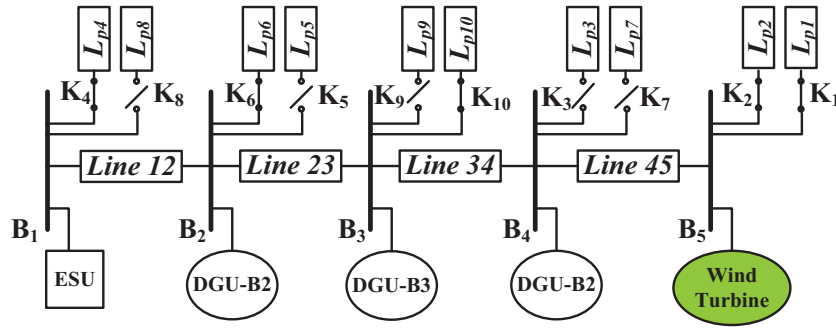 Lp4 Lp8 Lp6 Lp5 Lp9 Lp10 Lp3 Lp7 Lp2 Lp1
K4 K8 K6 K5 K9 K10 K3 K7 K2 K1
Line 12 Line 23 Line 34 Line 45
B1 B2 B3 B4 B5
ESU DGU-B2 DGU-B3 DGU-B2 Wind
Turbine